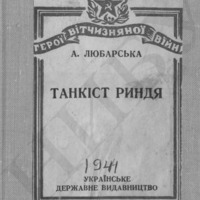 ГЕРОЇ ВІТЧИЗНЯНОЇ ВІЙНИ
А. ЛЮБАРСЬКА
ТАНКІСТ РИНДЯ
1941
УКРАЇНСЬКЕ
ДЕРЖАВНЕ ВИДАВНИЦТВО